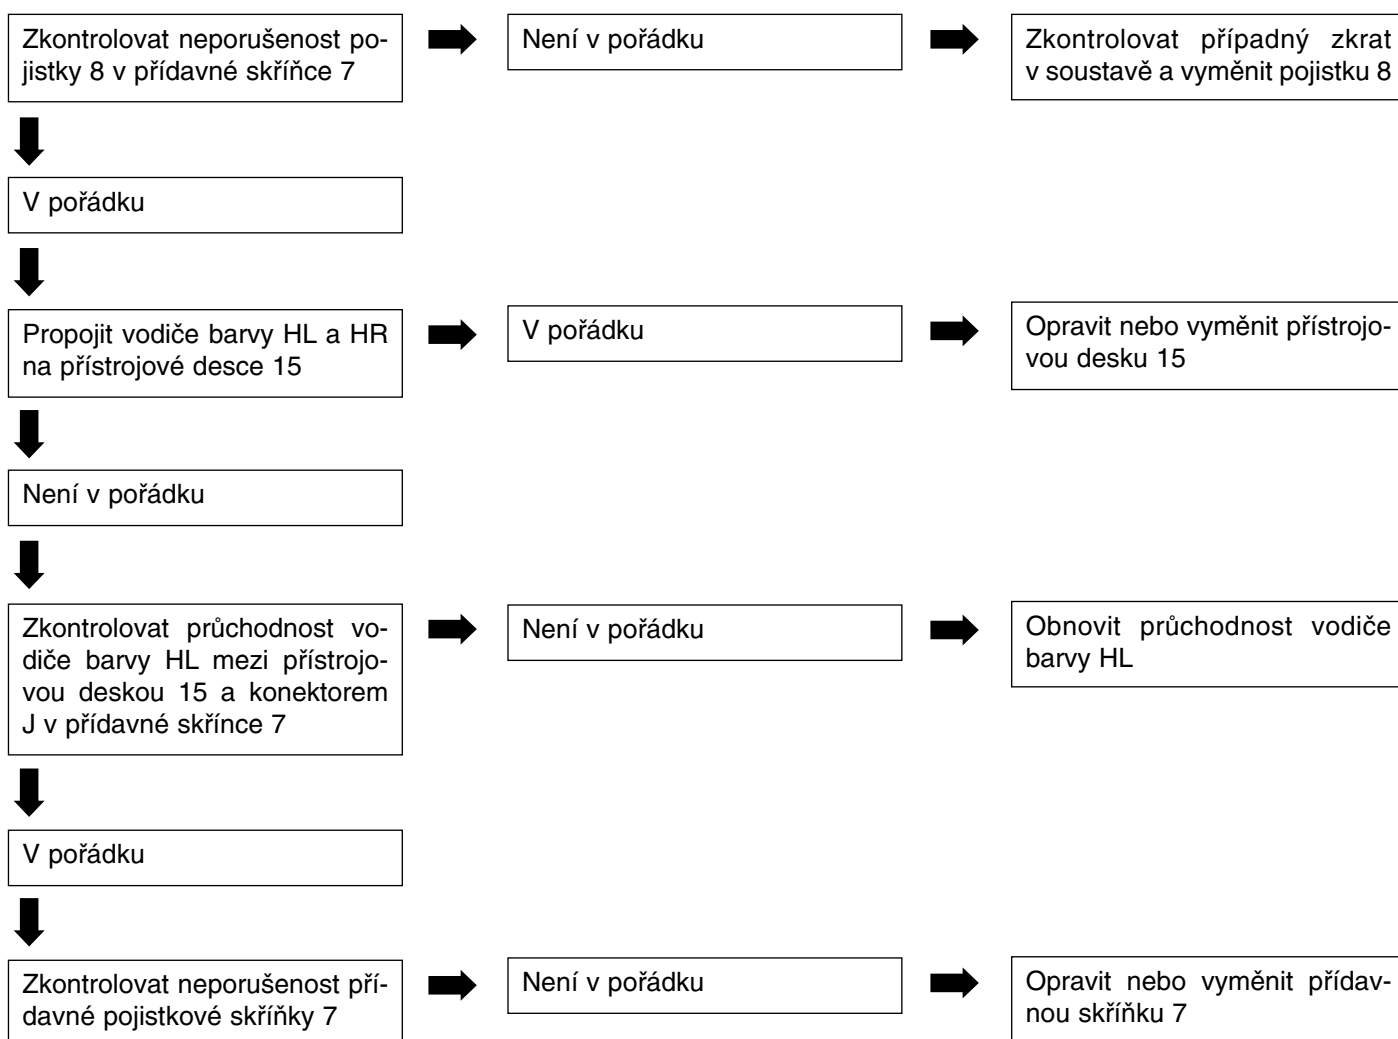 Zkontrolovat neporušenost po-
jistky 8 v přídavné skříňce 7
Není v pořádku
Zkontrolovat případný zkrat
v soustavě a vyměnit pojistku 8
V pořádku
Propojit vodiče barvy HL a HR
na přístrojové desce 15
V pořádku
Opravit nebo vyměnit přístrojo-
vou desku 15
Není v pořádku
Zkontrolovat průchodnost vo-
diče barvy HL mezi přístrojo-
vou deskou 15 a konektorem
J v přídavné skřínce 7
Není v pořádku
Obnovit průchodnost vodiče
barvy HL
V pořádku
Zkontrolovat neporušenost pří-
davné pojistkové skříňky 7
Není v pořádku
Opravit nebo vyměnit přídav-
nou skříňku 7